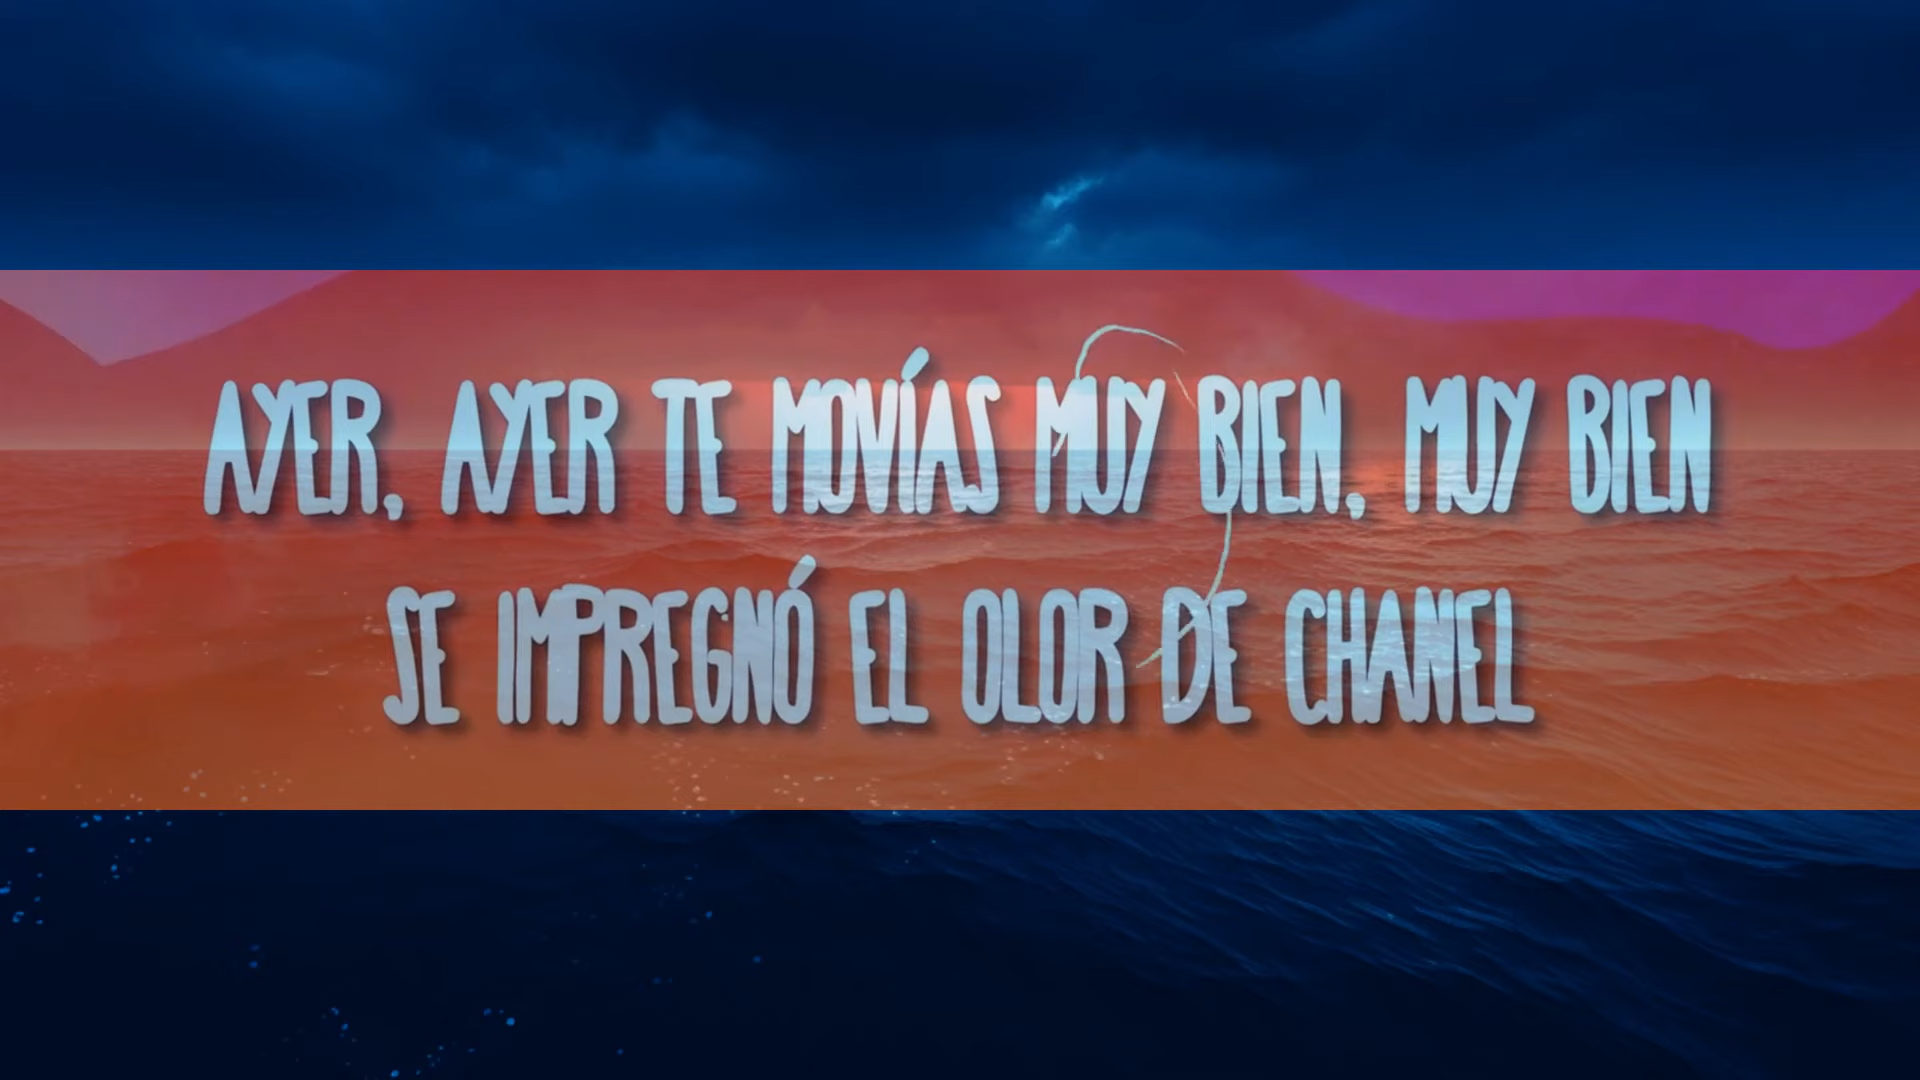 AYER, AYER TE MOVÍAS MUY BIEN, MUY BIEN
SE IMPREGNÓ EL OLOR DE CHANEL